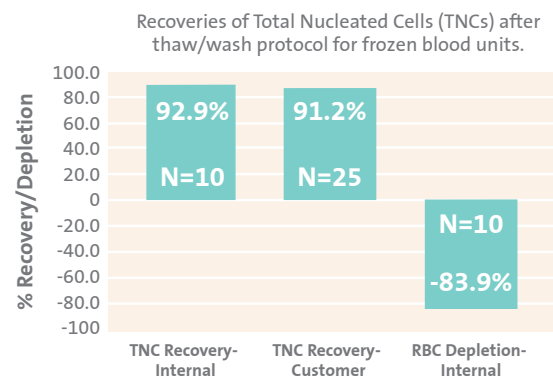 Recoveries of Total Nucleated Cells (TNCs) after
thaw/wash protocol for frozen blood units.
% Recovery/Depletion
100.0
80.0
60.0
40.0
20.0
0
-20.0
-40.0
-60.0
-80.0
-100
92.9%
N=10
91.2%
N=25
N=10
-83.9%
TNC Recovery-
Internal
TNC Recovery-
Customer
RBC Depletion-
Internal